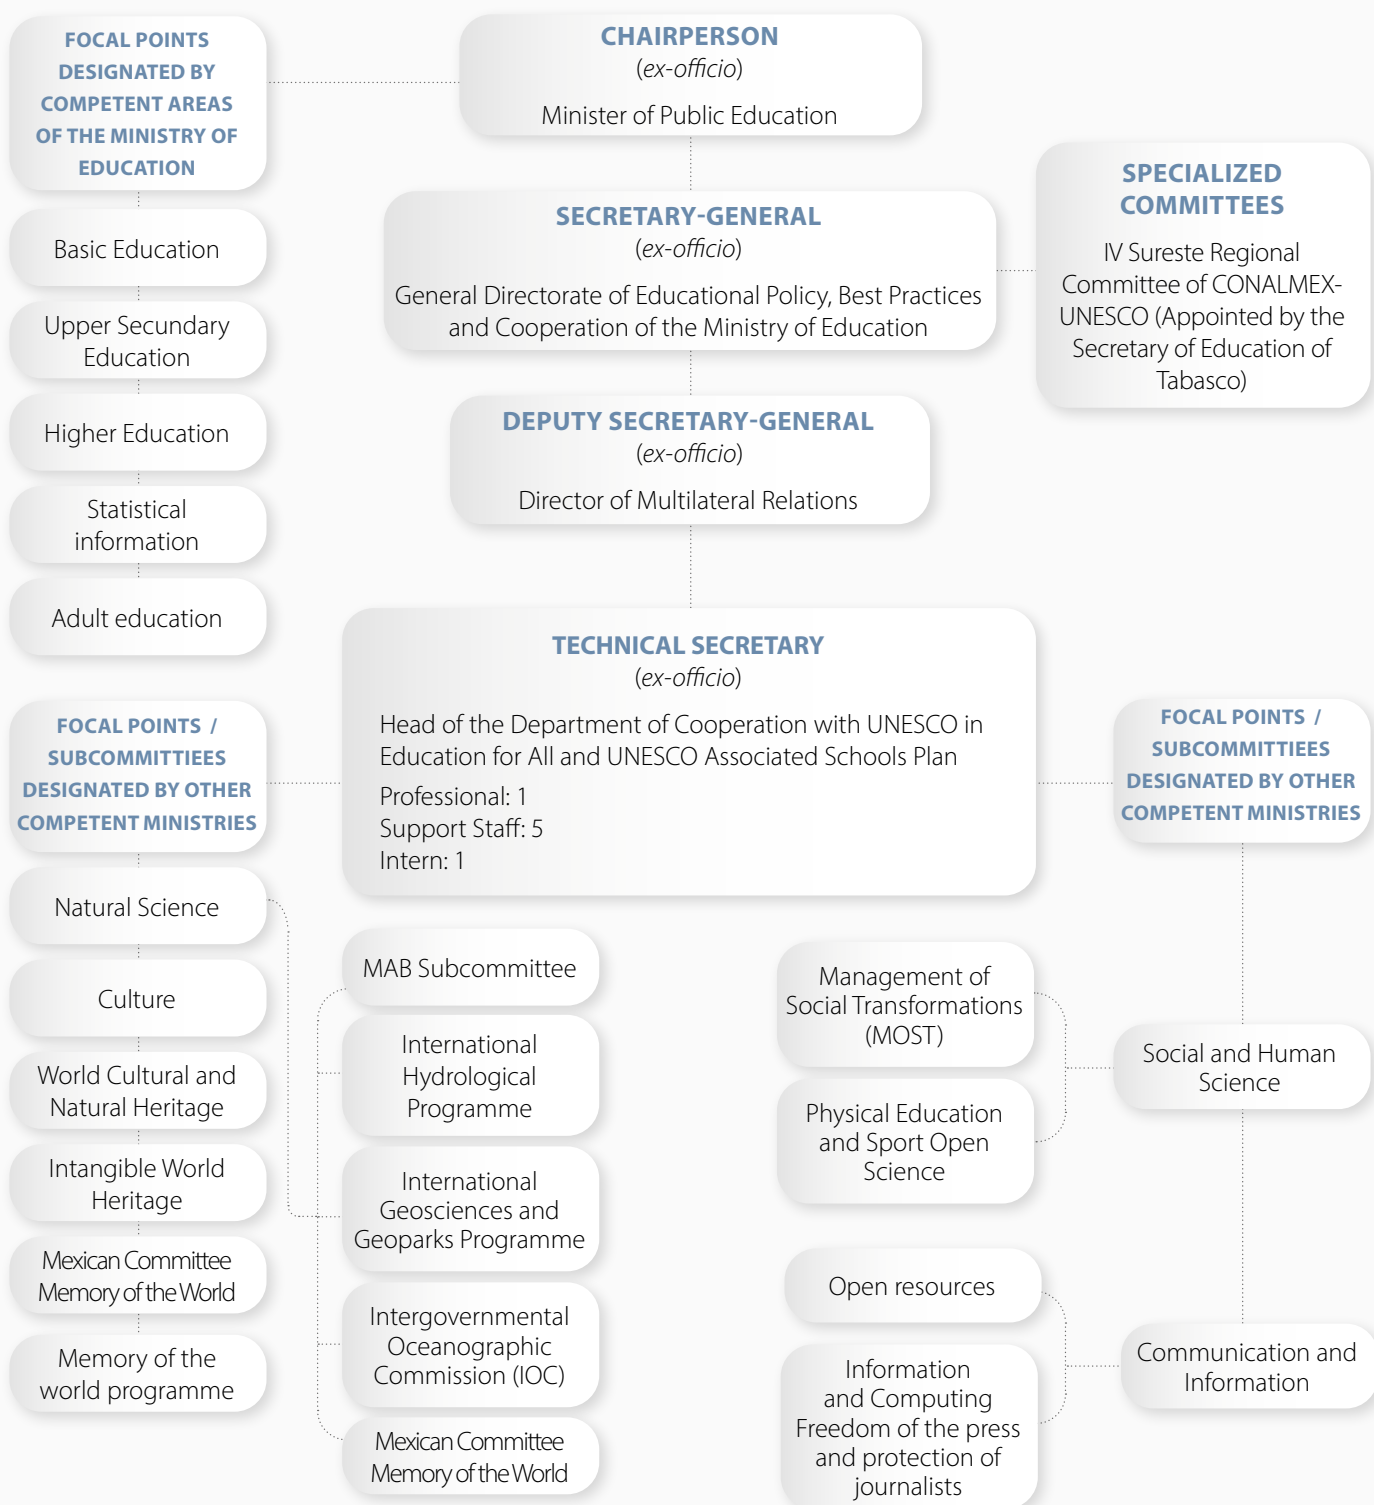 FOCAL POINTS
DESIGNATED BY
COMPETENT AREAS
OF THE MINISTRY OF
EDUCATION
Basic Education
Upper Secundary
Education
Higher Education
Statistical
information
Adult education
CHAIRPERSON
(ex-officio)
Minister of Public Education
SECRETARY-GENERAL
(ex-officio)
General Directorate of Educational Policy, Best Practices
and Cooperation of the Ministry of Education
SPECIALIZED
COMMITTEES
IV Sureste Regional
Committee of CONALMEX-
UNESCO (Appointed by the
Secretary of Education of
Tabasco)
DEPUTY SECRETARY-GENERAL
(ex-officio)
Director of Multilateral Relations
TECHNICAL SECRETARY
(ex-officio)
Head of the Department of Cooperation with UNESCO in
Education for All and UNESCO Associated Schools Plan
Professional: 1
Support Staff: 5
Intern: 1
FOCAL POINTS /
SUBCOMMITTIEES
DESIGNATED BY OTHER
COMPETENT MINISTRIES
Natural Science
Culture
World Cultural and
Natural Heritage
Intangible World
Heritage
Mexican Committee
Memory of the World
Memory of the
world programme
MAB Subcommittee
International
Hydrological
Programme
International
Geosciences and
Geoparks Programme
Intergovernmental
Oceanographic
Commission (IOC)
Mexican Committee
Memory of the World
FOCAL POINTS /
SUBCOMMITTIEES
DESIGNATED BY OTHER
COMPETENT MINISTRIES
Management of
Social Transformations
(MOST)
Physical Education
and Sport Open
Science
Social and Human
Science
Open resources
Information
and Computing
Freedom of the press
and protection of
journalists
Communication and
Information